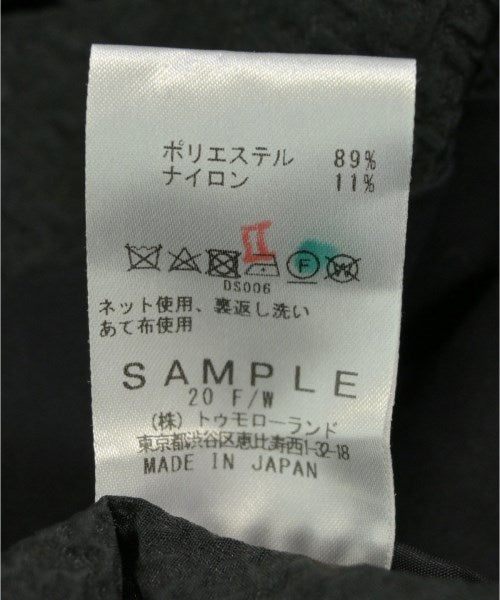 ポリエステル 89%
ナイロン 11%
F W
DS006
ネット使用、裏返し洗い
あて布使用
SAMPLE
20 F/W
(株) トゥモローランド
東京都渋谷区恵比寿西1-32-18
MADE IN JAPAN